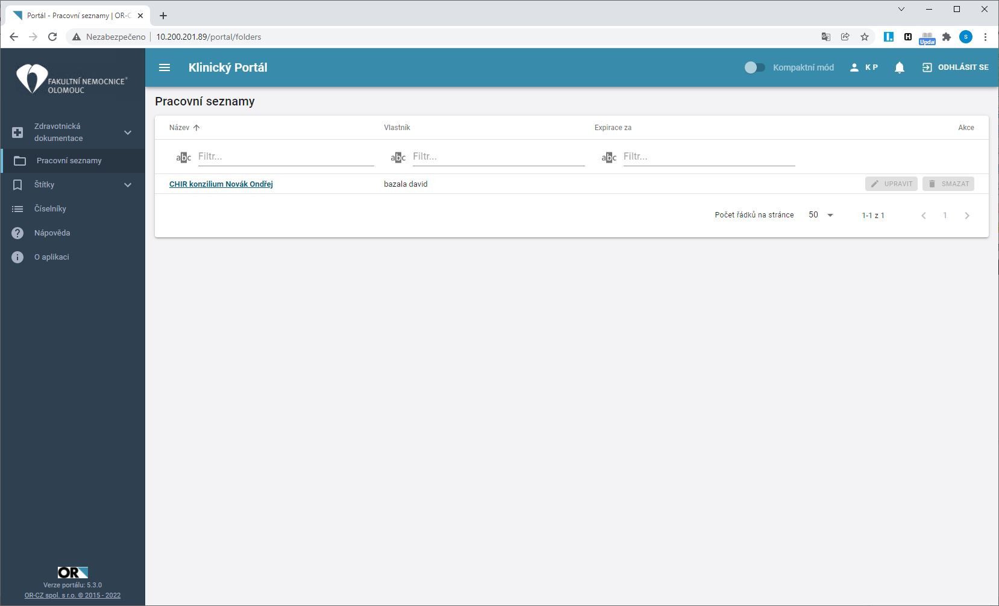 Portál - Pracovní seznamy | OR-C
Nezabezpečeno 10.200.201.89/portal/folders
Upda!
S
FAKULTNÍ NEMOCNICE®
OLOMOUC
Klinický Portál
Kompaktní mód
K P
ODHLÁSIT SE
Zdravotnická
dokumentace
Pracovní seznamy
Štítky
Číselníky
Nápověda
O aplikaci
Pracovní seznamy
Název Vlastník Expirace za Akce
abc Filtr... abc Filtr... abc Filtr...
CHIR konzilium Novák Ondřej bazala david UPRAVIT SMAZAT
Počet řádků na stránce 50 1-1 z 1 1
OR
Verze portálu: 5.3.0
OR-CZ spol. s r.o. © 2015 - 2022